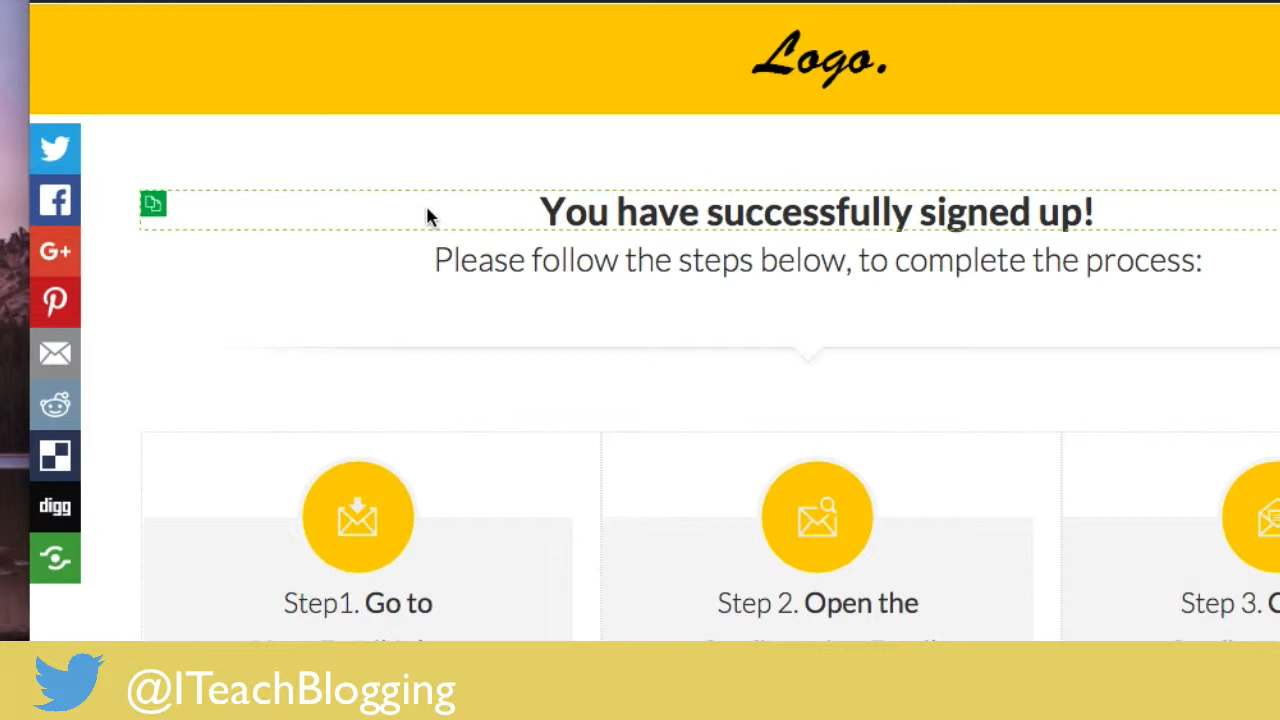 Logo.
You have successfully signed up!
Please follow the steps below, to complete the process:
G+
digg
Step1. Go to
Step 2. Open the
Step 3.
@ITeachBlogging